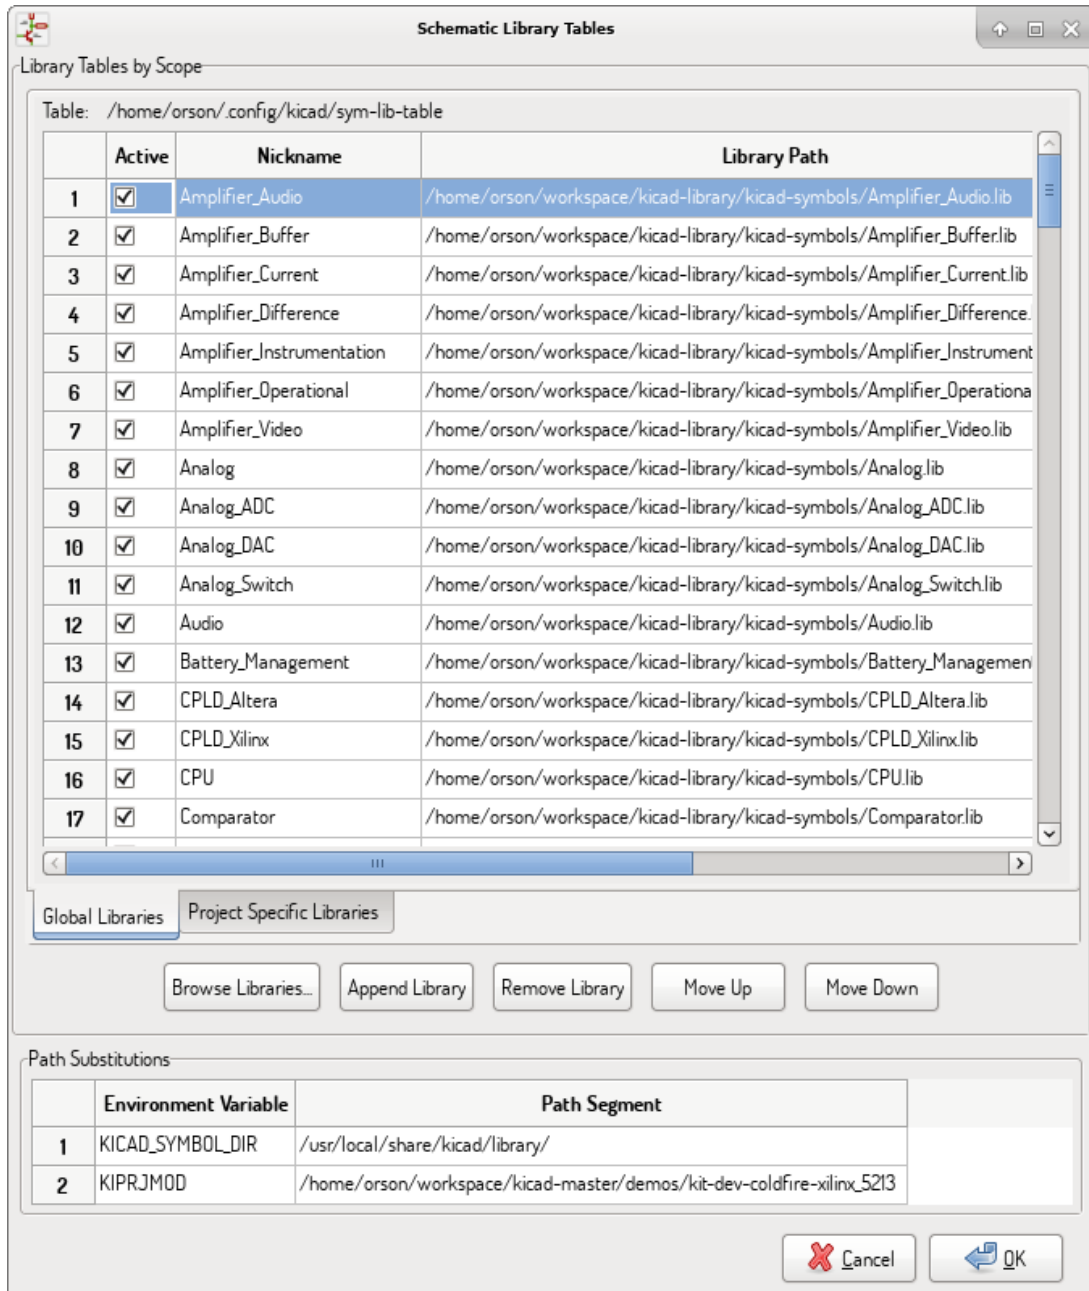 Schematic Library Tables
Library Tables by Scope
Table: /home/orson/.config/kicad/sym-lib-table
Active Nickname Library Path
1 Amplifier_Audio /home/orson/workspace/kicad-library/kicad-symbols/Amplifier_Audio.lib
2 Amplifier_Buffer /home/orson/workspace/kicad-library/kicad-symbols/Amplifier_Buffer.lib
3 Amplifier_Current /home/orson/workspace/kicad-library/kicad-symbols/Amplifier_Current.lib
4 Amplifier_Difference /home/orson/workspace/kicad-library/kicad-symbols/Amplifier_Difference.
5 Amplifier_Instrumentation /home/orson/workspace/kicad-library/kicad-symbols/Amplifier_Instrument
6 Amplifier_Operational /home/orson/workspace/kicad-library/kicad-symbols/Amplifier_Operationa
7 Amplifier_Video /home/orson/workspace/kicad-library/kicad-symbols/Amplifier_Video.lib
8 Analog /home/orson/workspace/kicad-library/kicad-symbols/Analog.lib
9 Analog_ADC /home/orson/workspace/kicad-library/kicad-symbols/Analog_ADC.lib
10 Analog_DAC /home/orson/workspace/kicad-library/kicad-symbols/Analog_DAC.lib
11 Analog_Switch /home/orson/workspace/kicad-library/kicad-symbols/Analog_Switch.lib
12 Audio /home/orson/workspace/kicad-library/kicad-symbols/Audio.lib
13 Battery_Management /home/orson/workspace/kicad-library/kicad-symbols/Battery_Managemen
14 CPLD_Altera /home/orson/workspace/kicad-library/kicad-symbols/CPLD_Altera.lib
15 CPLD_Xilinx /home/orson/workspace/kicad-library/kicad-symbols/CPLD_Xilinx.lib
16 CPU /home/orson/workspace/kicad-library/kicad-symbols/CPU.lib
17 Comparator /home/orson/workspace/kicad-library/kicad-symbols/Comparator.lib
Global Libraries Project Specific Libraries
Browse Libraries... Append Library Remove Library Move Up Move Down
Path Substitutions
Environment Variable Path Segment
1 KICAD_SYMBOL_DIR /usr/local/share/kicad/library/
2 KIPRJMOD /home/orson/workspace/kicad-master/demos/kit-dev-coldfire-xilinx_5213
Cancel OK